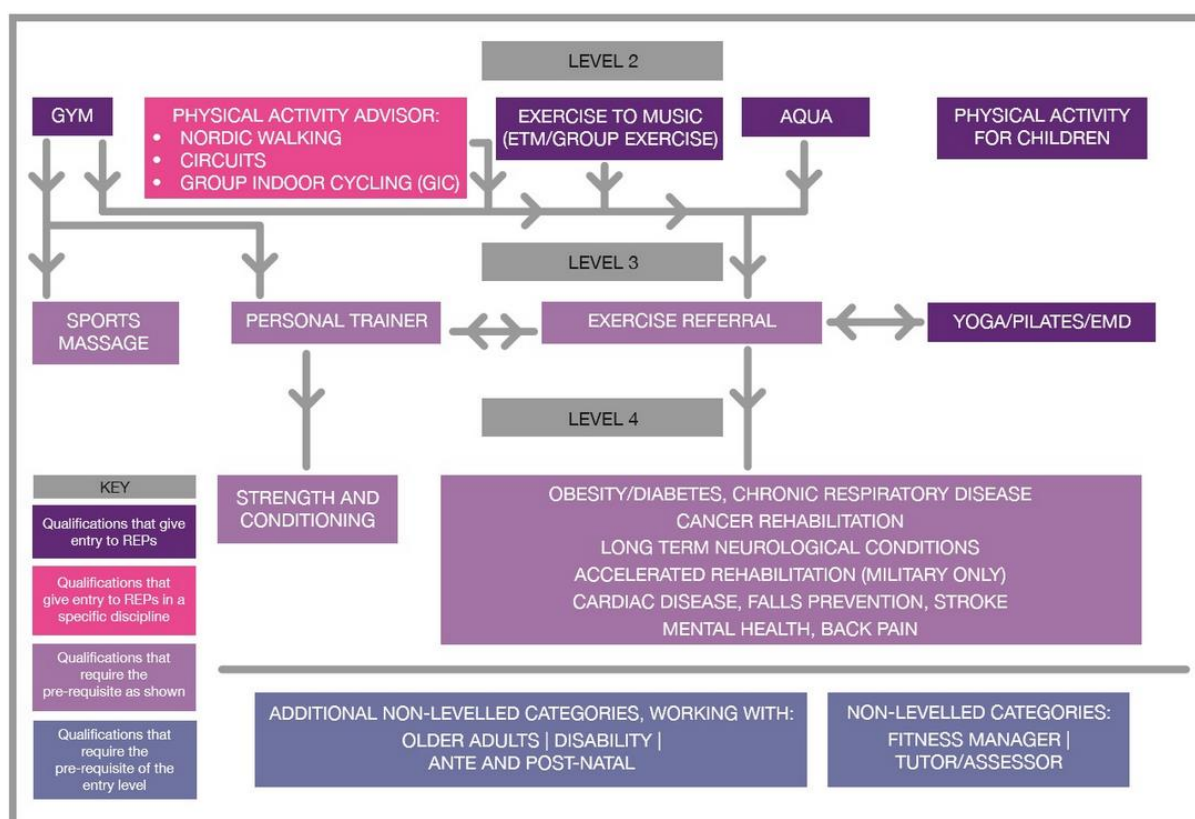 LEVEL 2
GYM
PHYSICAL ACTIVITY ADVISOR:
• NORDIC WALKING
• CIRCUITS
• GROUP INDOOR CYCLING (GIC)
EXERCISE TO MUSIC
(ETM/GROUP EXERCISE)
AQUA
PHYSICAL ACTIVITY
FOR CHILDREN
LEVEL 3
SPORTS
MASSAGE
PERSONAL TRAINER
EXERCISE REFERRAL
YOGA/PILATES/EMD
LEVEL 4
STRENGTH AND
CONDITIONING
OBESITY/DIABETES, CHRONIC RESPIRATORY DISEASE
CANCER REHABILITATION
LONG TERM NEUROLOGICAL CONDITIONS
ACCELERATED REHABILITATION (MILITARY ONLY)
CARDIAC DISEASE, FALLS PREVENTION, STROKE
MENTAL HEALTH, BACK PAIN
KEY
Qualifications that give
entry to REPs
Qualifications that
give entry to REPs in a
specific discipline
Qualifications that
require the
pre-requisite as shown
Qualifications that
require the
pre-requisite of the
entry level
ADDITIONAL NON-LEVELLED CATEGORIES, WORKING WITH:
OLDER ADULTS | DISABILITY |
ANTE AND POST-NATAL
NON-LEVELLED CATEGORIES:
FITNESS MANAGER |
TUTOR/ASSESSOR